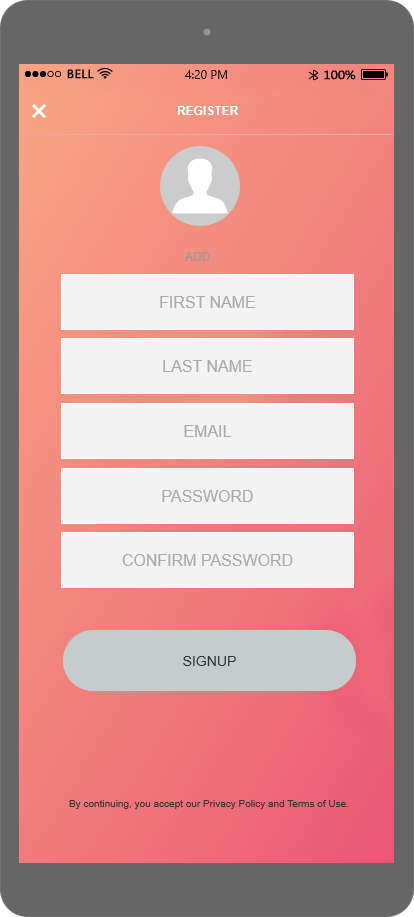 BELL 4:20 PM 100%
REGISTER
ADD
FIRST NAME
LAST NAME
EMAIL
PASSWORD
CONFIRM PASSWORD
SIGNUP
By continuing, you accept our Privacy Policy and Terms of Use.